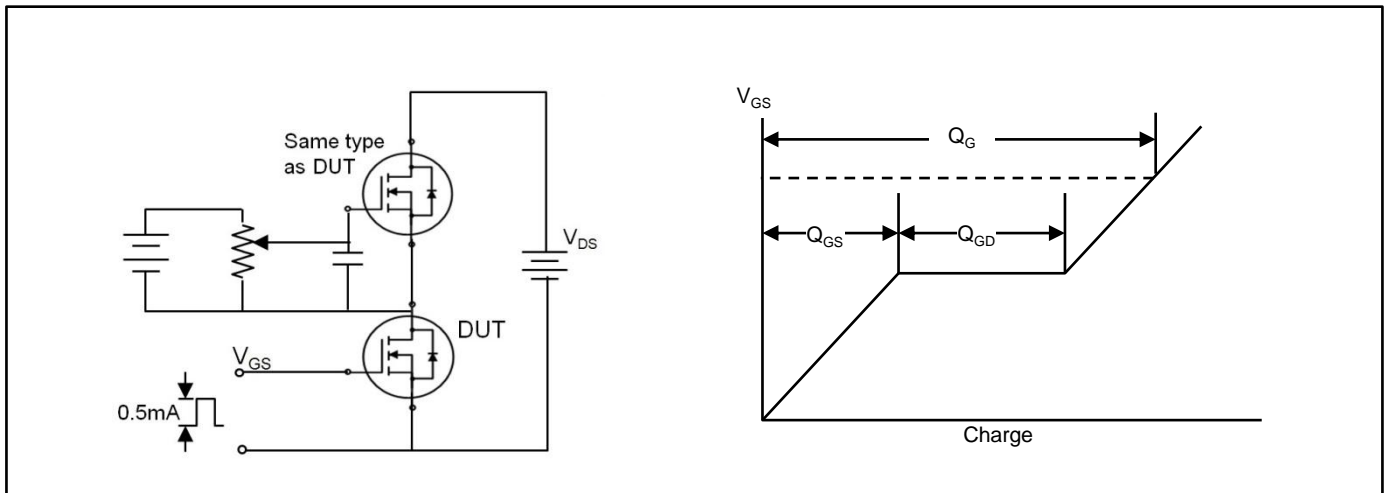 Same type
as DUT
V_DS
DUT
V_GS
0.5mA
V_GS
Q_G
Q_GS
Q_GD
Charge